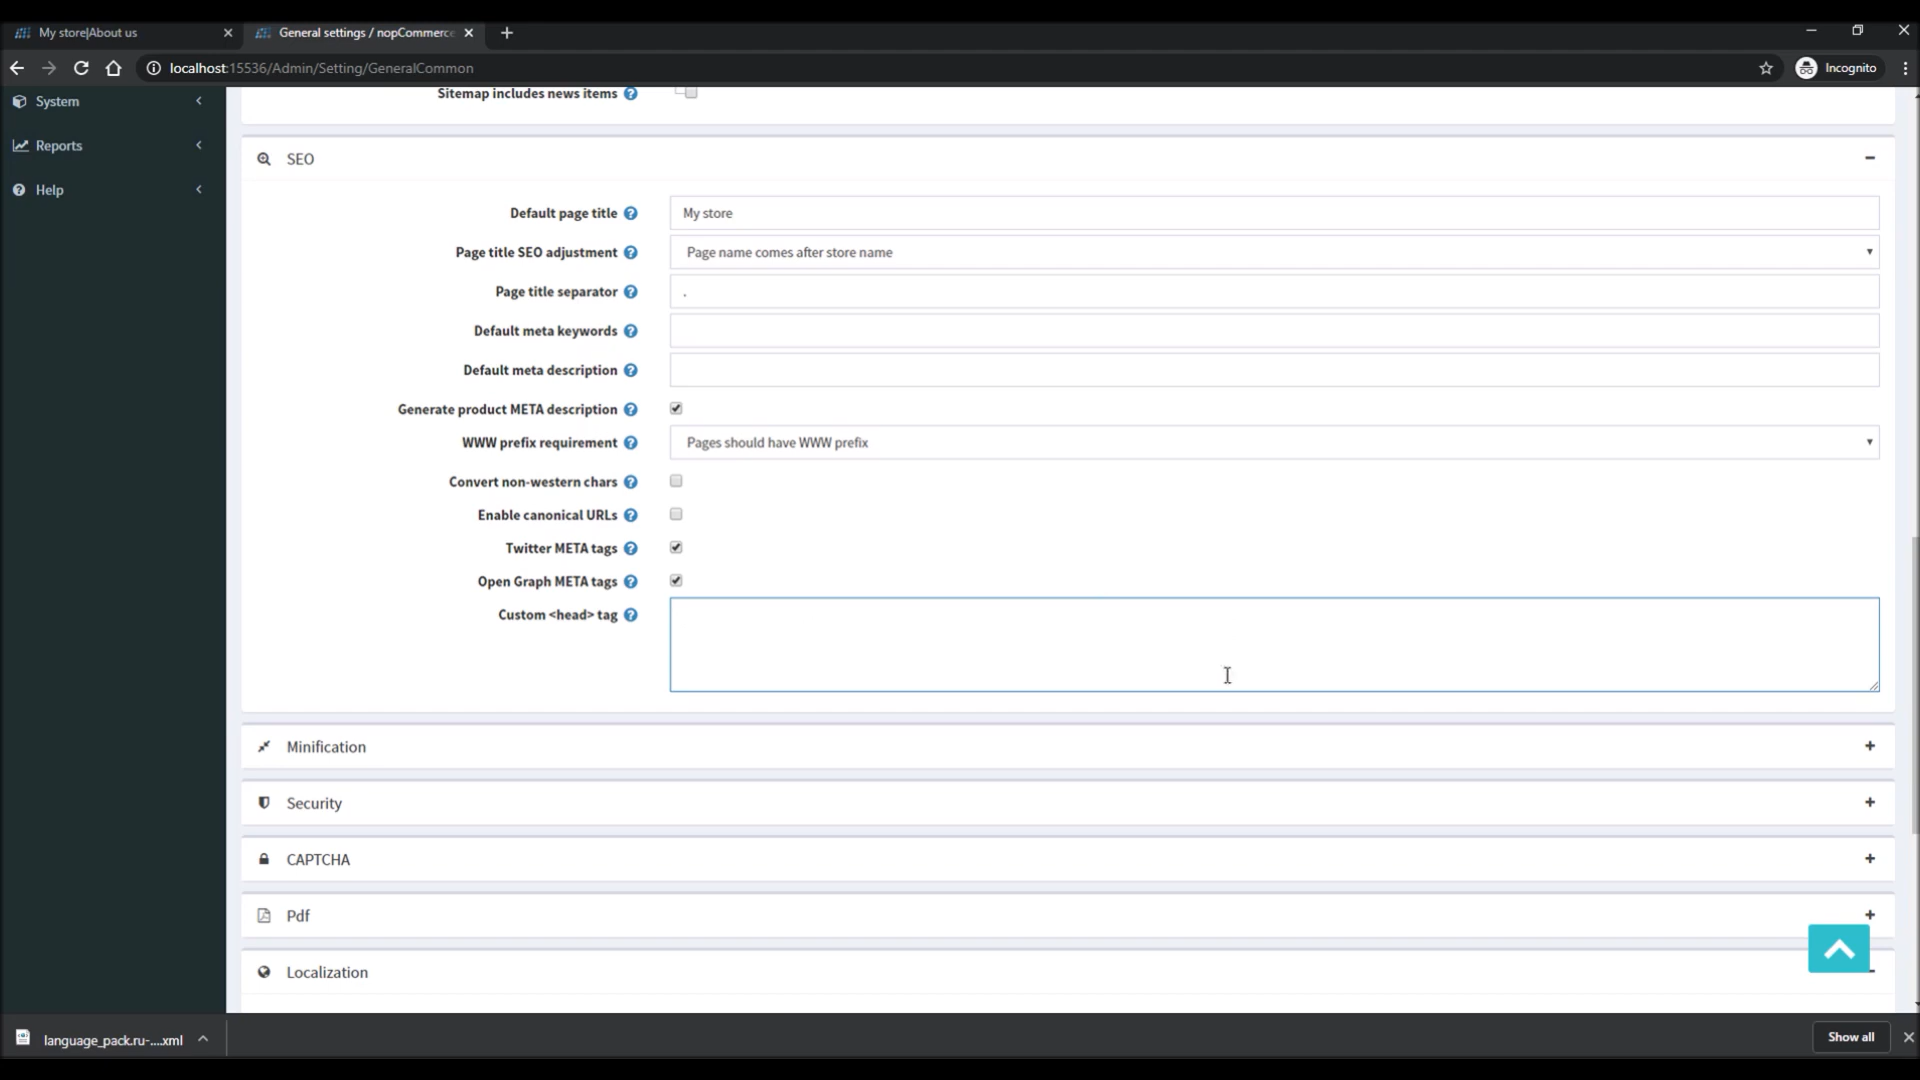 My store|About us
General settings / nopCommerce
localhost:15536/Admin/Setting/GeneralCommon
Incognito
System
Reports
Help
Sitemap includes news items
SEO
Default page title
My store
Page title SEO adjustment
Page name comes after store name
Page title separator
.
Default meta keywords
Default meta description
Generate product META description
WWW prefix requirement
Pages should have WWW prefix
Convert non-western chars
Enable canonical URLs
Twitter META tags
Open Graph META tags
Custom <head> tag
Minification
Security
CAPTCHA
Pdf
Localization
language_pack.ru-....xml
Show all